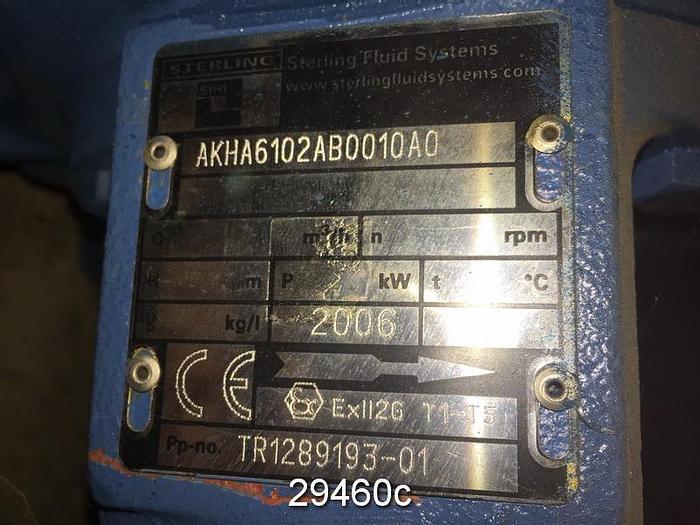 STERLING Sterling Fluid Systems
SIHI www.sterlingfluidsystems.com
AKHA6102AB0010A0
Q m³/h n rpm
H m P kW t °C
kg/l 2006
CE
Ex ExII2G T1-T5
Pp-no. TR1289193-01
29460c